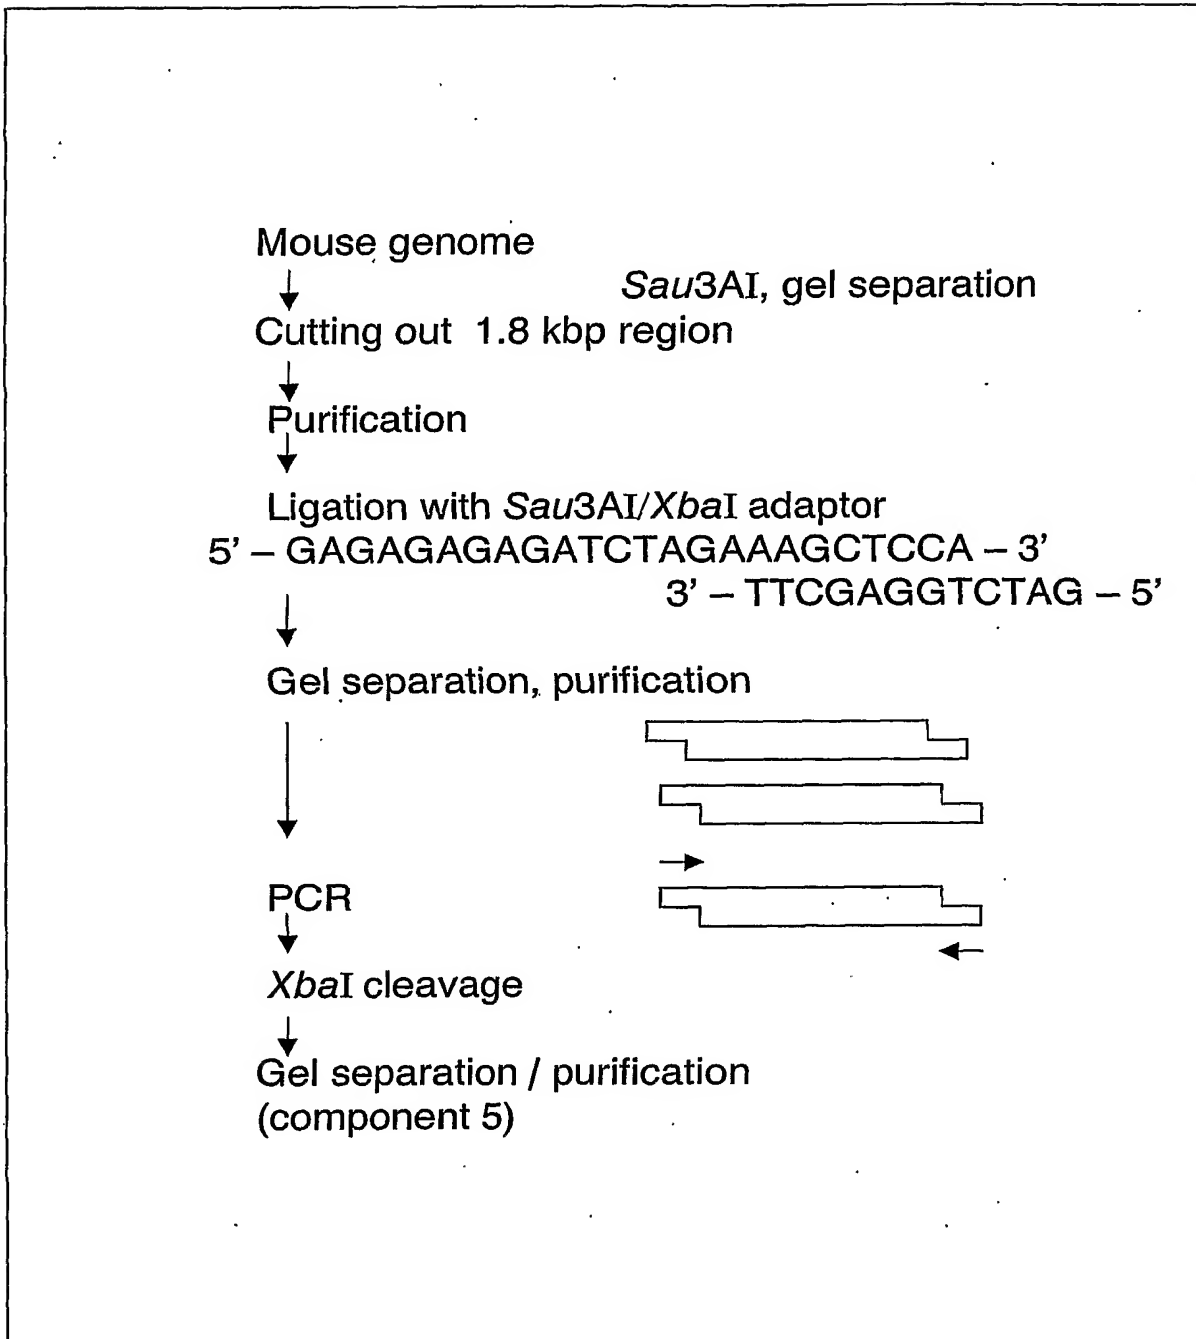 Mouse genome
Sau3AI, gel separation
Cutting out 1.8 kbp region
Purification
Ligation with Sau3AI/XbaI adaptor
5’ – GAGAGAGAGATCTAGAAAGCTCCA – 3’
3’ – TTCGAGGTCTAG – 5’
Gel separation, purification
PCR
XbaI cleavage
Gel separation / purification
(component 5)